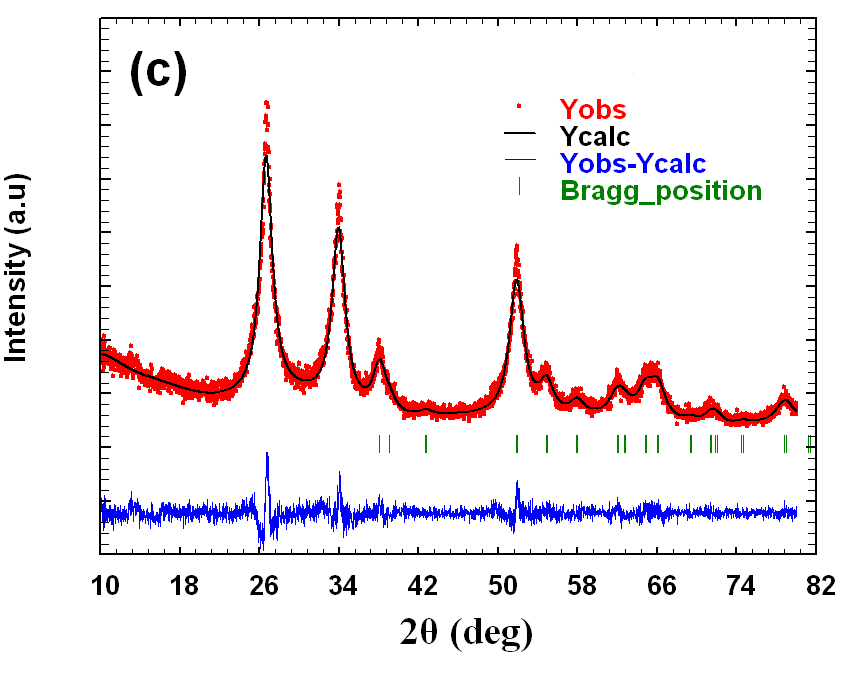 (c)
Yobs
Ycalc
Yobs-Ycalc
Bragg_position
Intensity (a.u)
10 18 26 34 42 50 58 66 74 82
2θ (deg)